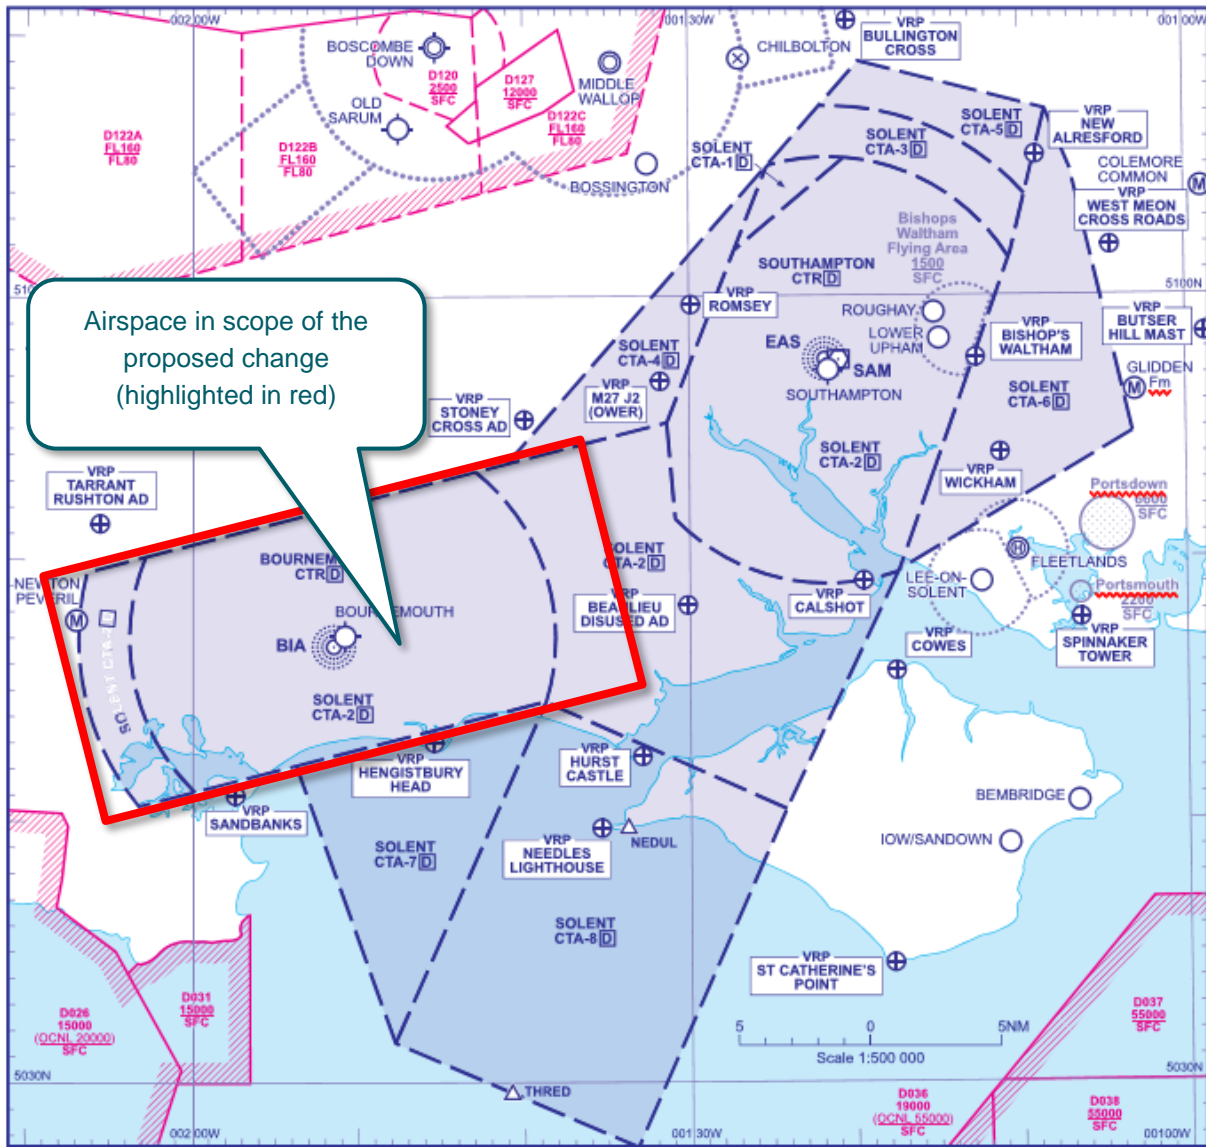 002 00W
001 30W
001 00W
VRP
BULLINGTON
CROSS
CHILBOLTON
BOSCOMBE
DOWN
D120
2500
SFC
D127
12000
SFC
MIDDLE
WALLOP
OLD
SARUM
D122A
FL160
FL80
D122B
FL160
FL80
D122C
FL160
FL80
BOSSINGTON
SOLENT
CTA-5 D
VRP
NEW
ALRESFORD
SOLENT
CTA-3 D
SOLENT
CTA-1 D
COLEMORE
COMMON
M
VRP
WEST MEON
CROSS ROADS
Bishops
Waltham
Flying Area
1500
SFC
SOUTHAMPTON
CTR D
5100N
Airspace in scope of the
proposed change
(highlighted in red)
VRP
ROMSEY
ROUGHAY
LOWER
UPHAM
VRP
BISHOP'S
WALTHAM
VRP
BUTSER
HILL MAST
EAS
SAM
SOUTHAMPTON
SOLENT
CTA-4 D
VRP
M27 J2
(OWER)
SOLENT
CTA-6 D
GLIDDEN
M Fm
VRP
STONEY
CROSS AD
SOLENT
CTA-2 D
VRP
WICKHAM
VRP
TARRANT
RUSHTON AD
Portsdown
6600
SFC
SOLENT
CTA-2 D
H
FLEETLANDS
LEE-ON-
SOLENT
NEWTON
PEVERIL
M
CTR D
BIA
VRP
BEAULIEU
DISUSED AD
VRP
CALSHOT
Portsmouth
2200
SFC
VRP
SPINNAKER
TOWER
VRP
COWES
SOLENT
CTA-2 D
VRP
HENGISTBURY
HEAD
VRP
HURST
CASTLE
VRP
SANDBANKS
BEMBRIDGE
IOW/SANDOWN
SOLENT
CTA-7 D
VRP
NEEDLES
LIGHTHOUSE
NEDUL
SOLENT
CTA-8 D
VRP
ST CATHERINE'S
POINT
D026
15000
(OCNL 20000)
SFC
D031
15000
SFC
D037
55000
SFC
5 0 5NM
Scale 1:500 000
5030N
5030N
THRED
D036
19000
(OCNL 55000)
SFC
D038
55000
SFC
002 00W
001 30W
00100W